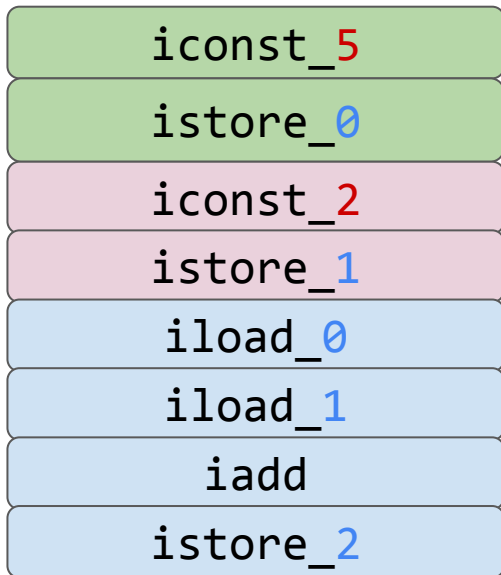 iconst_5
istore_0
iconst_2
istore_1
iload_0
iload_1
iadd
istore_2